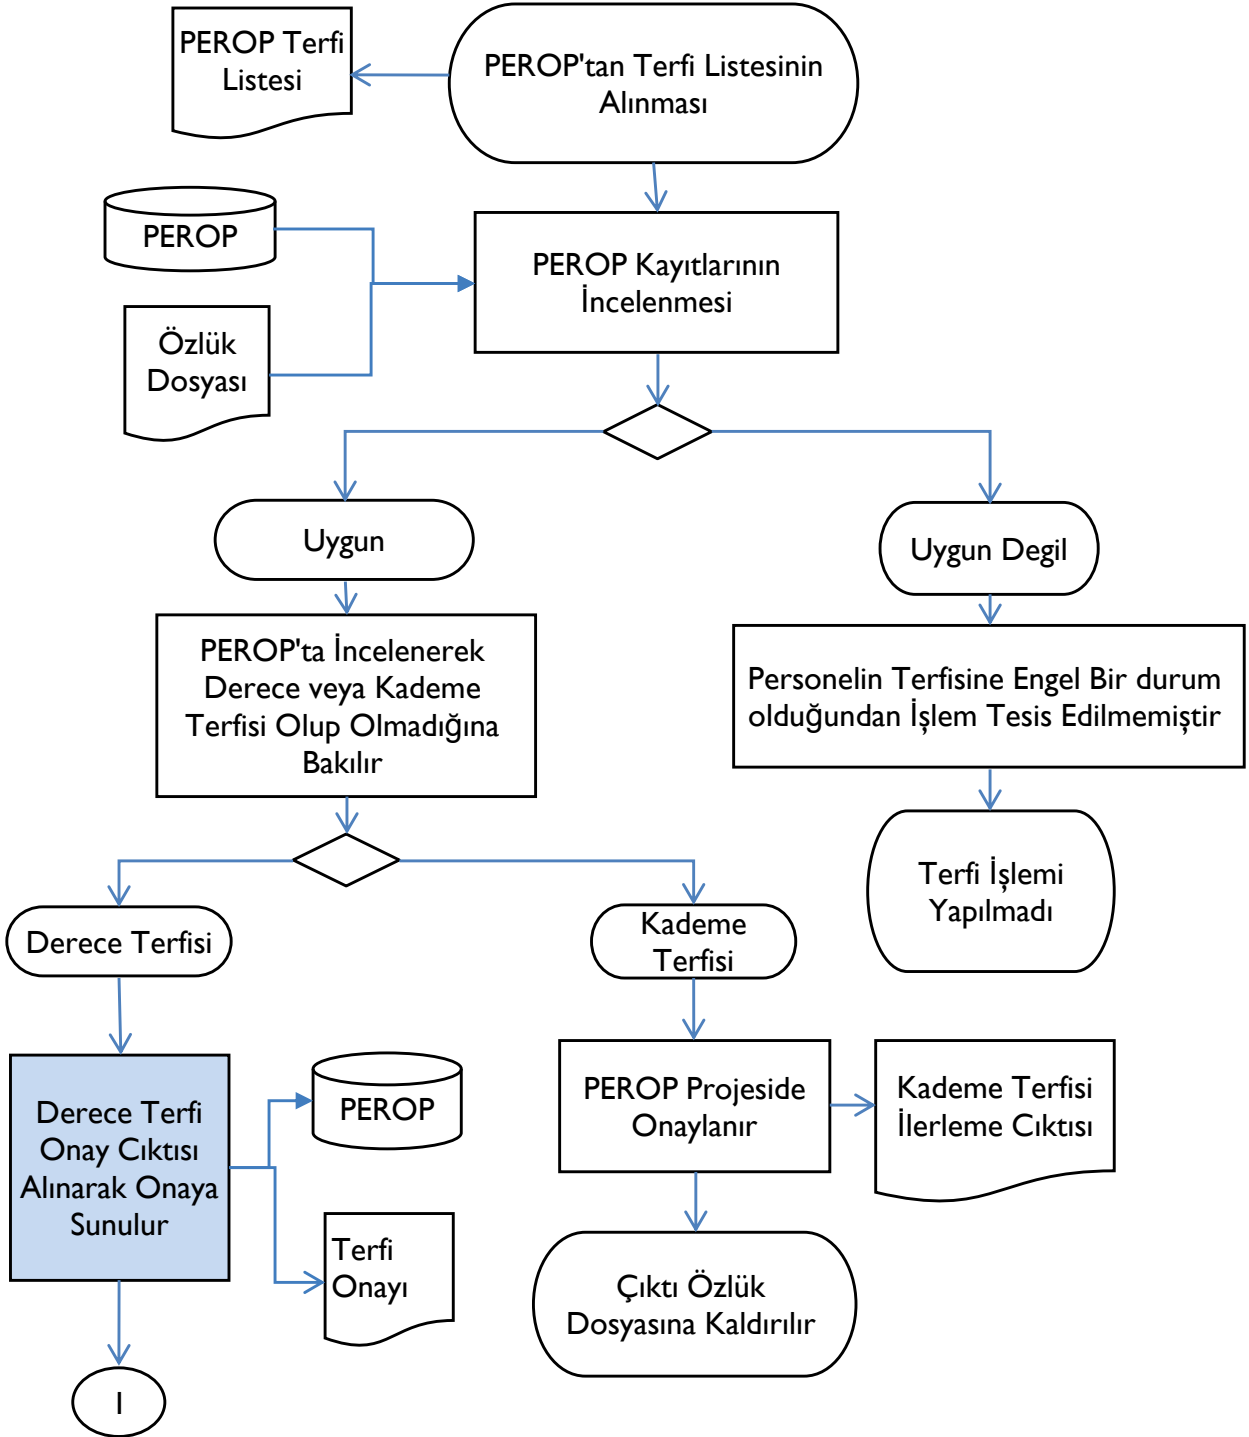 PEROP Terfi
Listesi
PEROP'tan Terfi Listesinin
Alınması
PEROP
PEROP Kayıtlarının
İncelenmesi
Özlük
Dosyası
Uygun
Uygun Degil
PEROP'ta İncelenerek
Derece veya Kademe
Terfisi Olup Olmadığına
Bakılır
Personelin Terfisine Engel Bir durum
olduğundan İşlem Tesis Edilmemiştir
Terfi İşlemi
Yapılmadı
Derece Terfisi
Kademe
Terfisi
Derece Terfi
Onay Cıktısı
Alınarak Onaya
Sunulur
PEROP
PEROP Projeside
Onaylanır
Kademe Terfisi
İlerleme Cıktısı
Terfi
Onayı
Çıktı Özlük
Dosyasına Kaldırılır
I